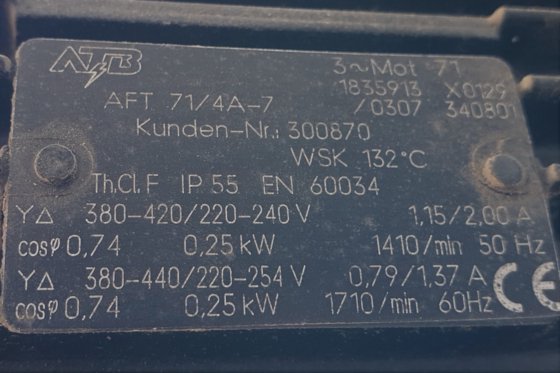 ATB
3~Mot 71
1835913 X0129
AFT 71/4A-7 /0307 340801
Kunden-Nr.: 300870
WSK 132°C
Th.Cl.F IP 55 EN 60034
Y∆ 380-420/220-240 V 1,15/2,00 A
cosφ 0,74 0,25 kW 1410/min 50 Hz
Y∆ 380-440/220-254 V 0,79/1,37 A
cosφ 0,74 0,25 kW 1710/min 60Hz
CE